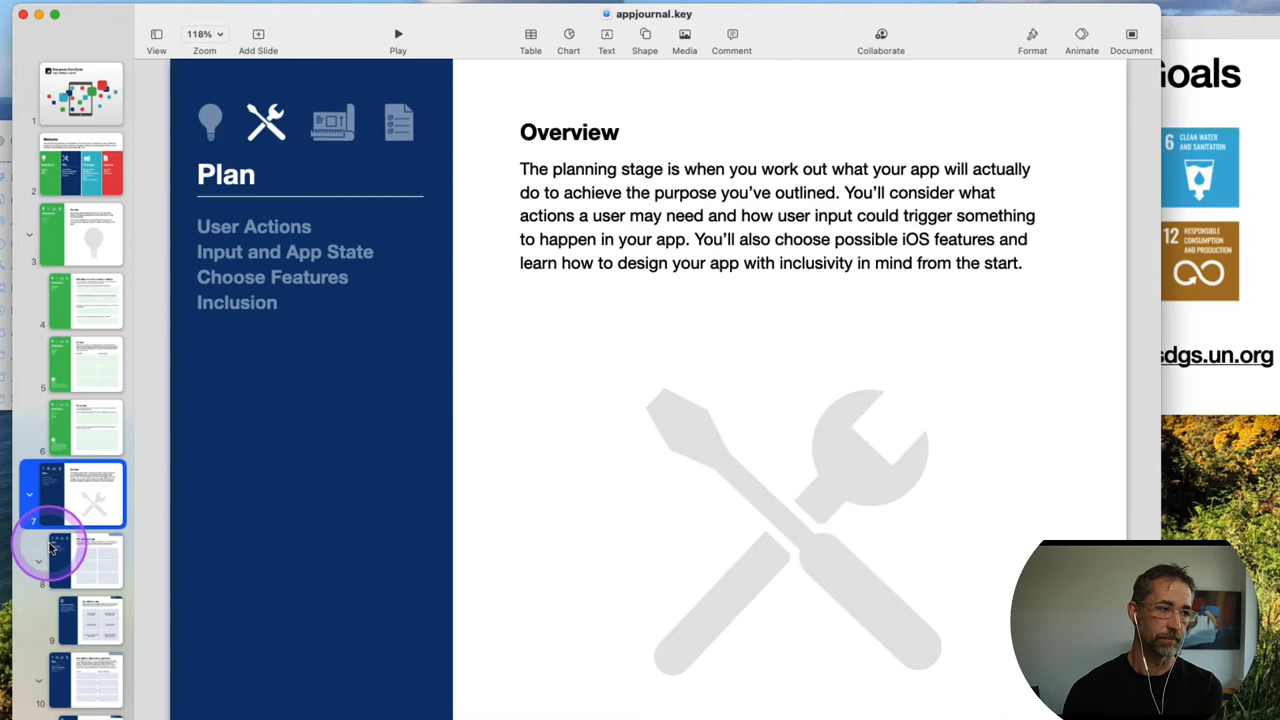 appjournal.key
118%
View
Zoom
Add Slide
Play
Table
Chart
Text
Shape
Media
Comment
Collaborate
Format
Animate
Document
1
2
3
4
5
6
7
8
9
10
Plan
User Actions
Input and App State
Choose Features
Inclusion
Overview
The planning stage is when you work out what your app will actually
do to achieve the purpose you’ve outlined. You’ll consider what
actions a user may need and how user input could trigger something
to happen in your app. You’ll also choose possible iOS features and
learn how to design your app with inclusivity in mind from the start.
Goals
6 CLEAN WATER
AND SANITATION
12 RESPONSIBLE
CONSUMPTION
AND PRODUCTION
sdgs.un.org